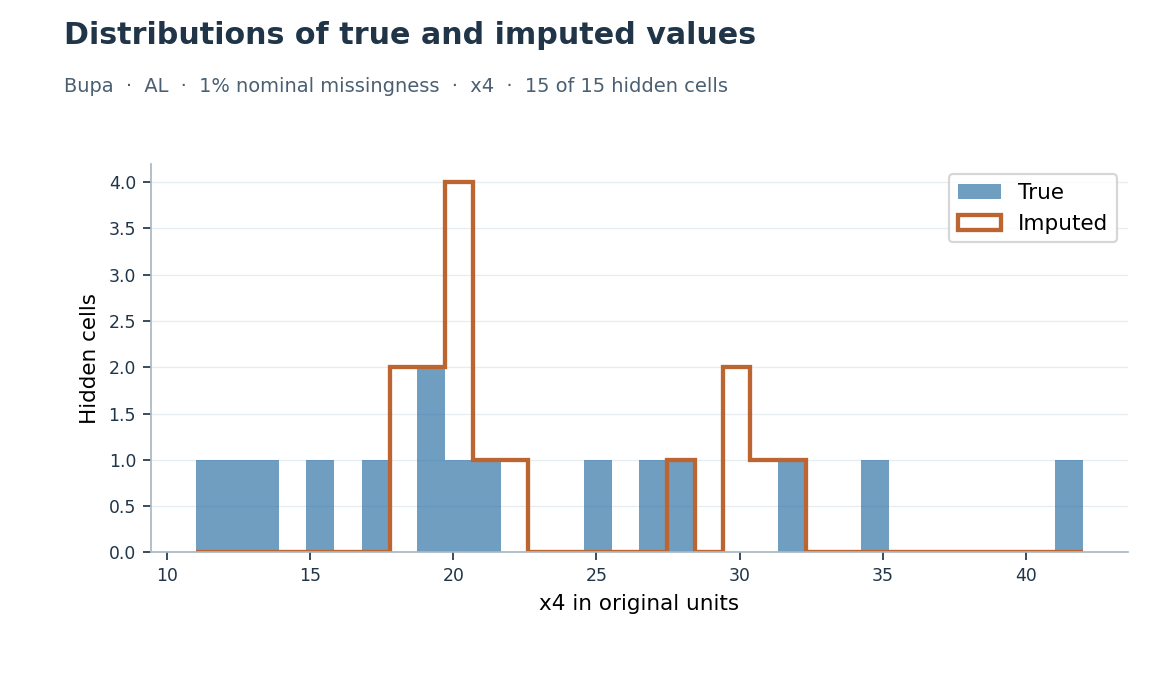 Distributions of true and imputed values
Bupa · AL · 1% nominal missingness · x4 · 15 of 15 hidden cells
True
Imputed
Hidden cells
4.0
3.5
3.0
2.5
2.0
1.5
1.0
0.5
0.0
10 15 20 25 30 35 40
x4 in original units